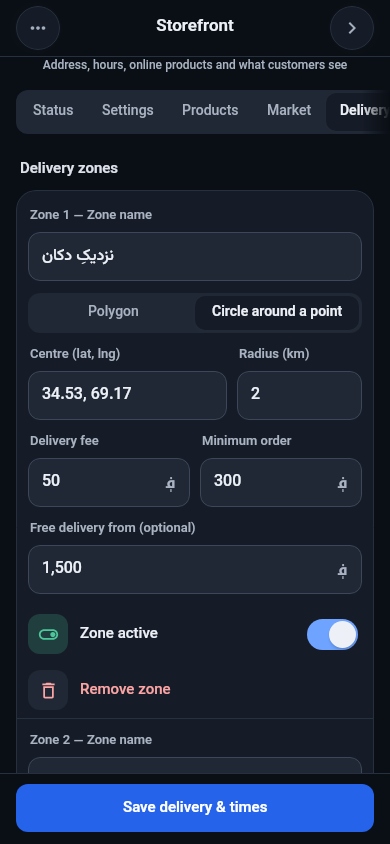 Storefront
Address, hours, online products and what customers see
Status Settings Products Market Delivery
Delivery zones
Zone 1 — Zone name
نزدیکِ دکان
Polygon Circle around a point
Centre (lat, lng) Radius (km)
34.53, 69.17 2
Delivery fee Minimum order
50 ؋ 300 ؋
Free delivery from (optional)
1,500 ؋
Zone active
Remove zone
Zone 2 — Zone name
Save delivery & times